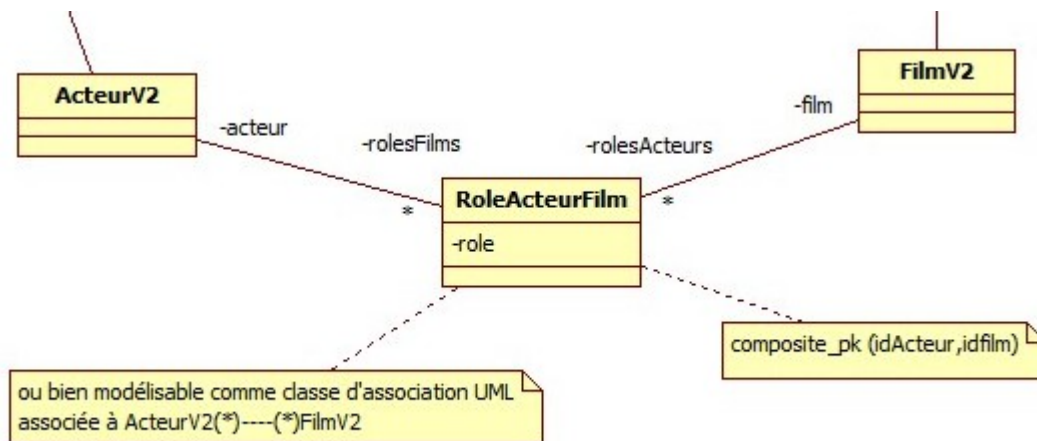 FilmV2
ActeurV2
-film
-acteur
-rolesFilms
-rolesActeurs
*
*
RoleActeurFilm
-role
composite_pk (idActeur,idfilm)
ou bien modélisable comme classe d'association UML
associée à ActeurV2(*)----(*)FilmV2